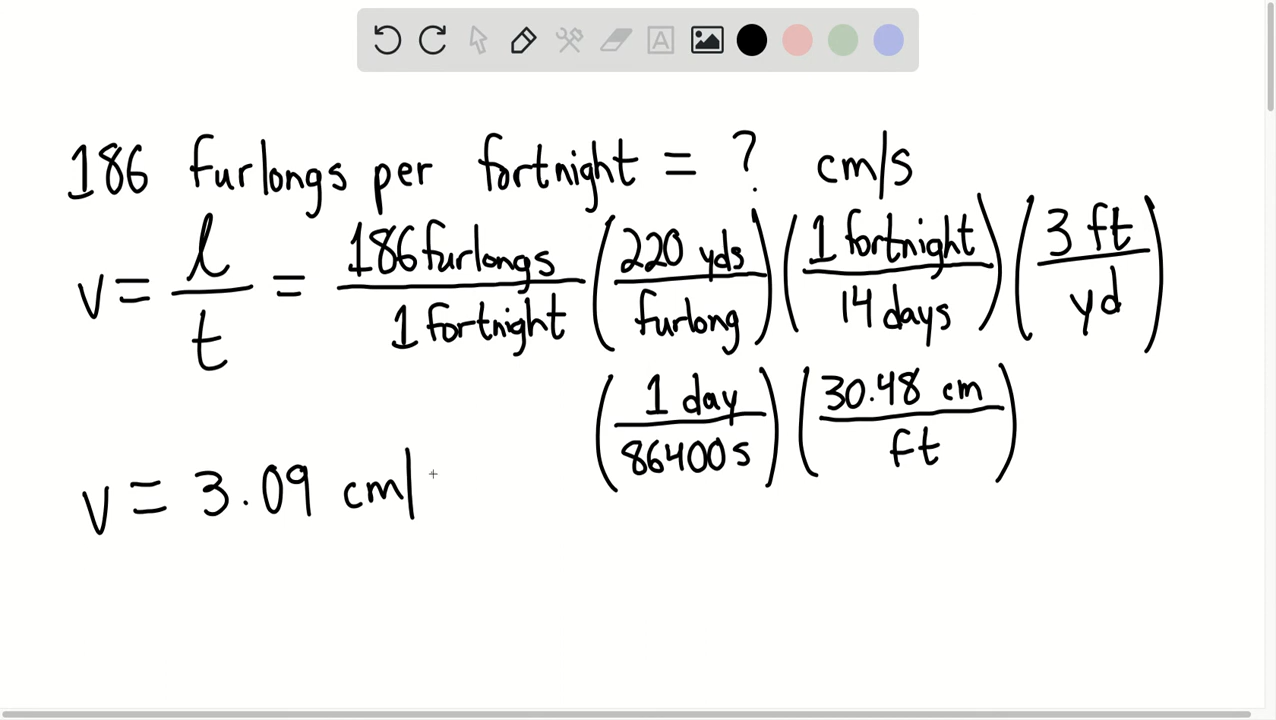 186 furlongs per fortnight = ? cm/s
v = l/t = 186 furlongs/1 fortnight (220 yds/furlong) (1 fortnight/14 days) (3 ft/yd)
(1 day/86400 s) (30.48 cm/ft)
v = 3.09 cm/